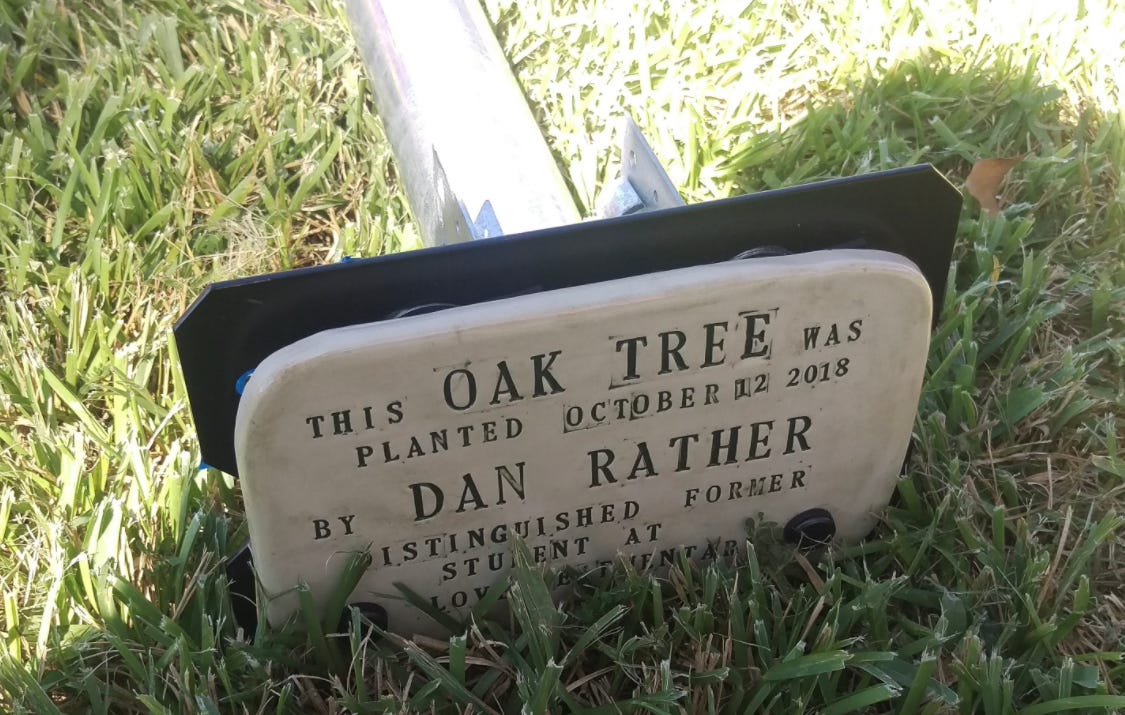 THIS OAK TREE WAS
PLANTED OCTOBER 12 2018
BY DAN RATHER
DISTINGUISHED FORMER
STUDENT AT